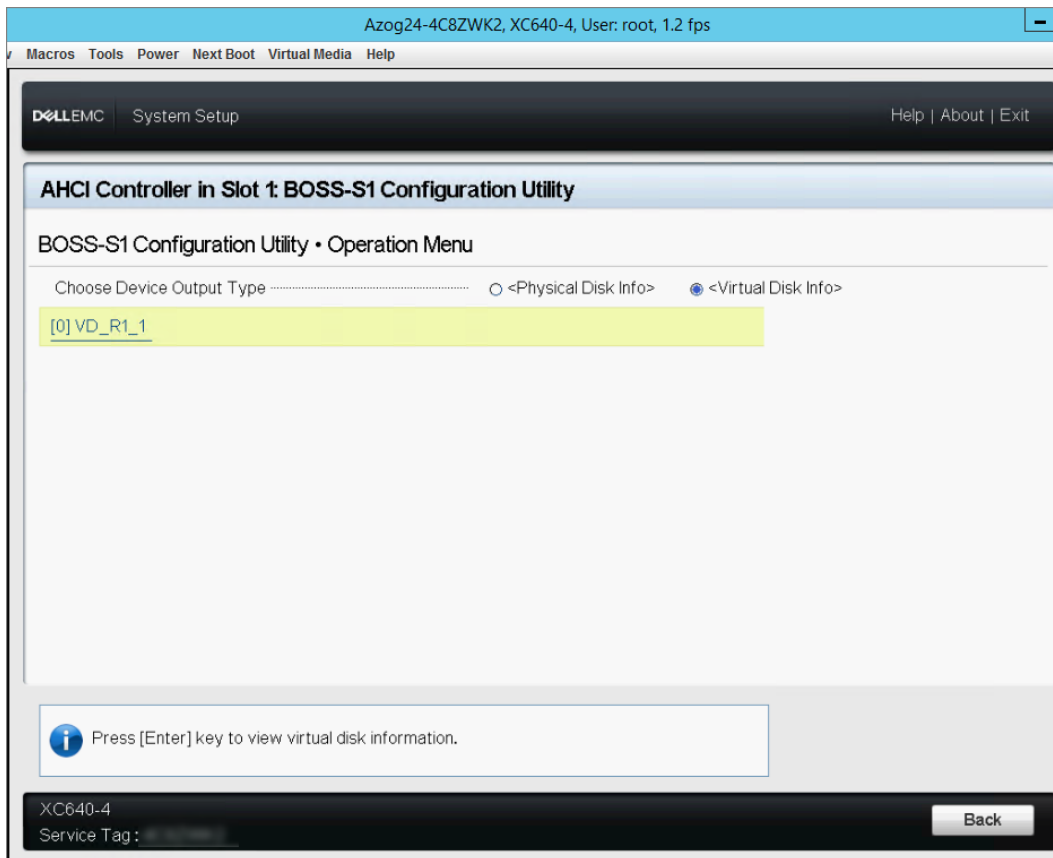 Azog24-4C8ZWK2, XC640-4, User: root, 1.2 fps
Macros Tools Power Next Boot Virtual Media Help
DELLEMC System Setup Help | About | Exit
AHCI Controller in Slot 1: BOSS-S1 Configuration Utility
BOSS-S1 Configuration Utility • Operation Menu
Choose Device Output Type <Physical Disk Info> <Virtual Disk Info>
[0] VD_R1_1
Press [Enter] key to view virtual disk information.
XC640-4
Service Tag :
Back